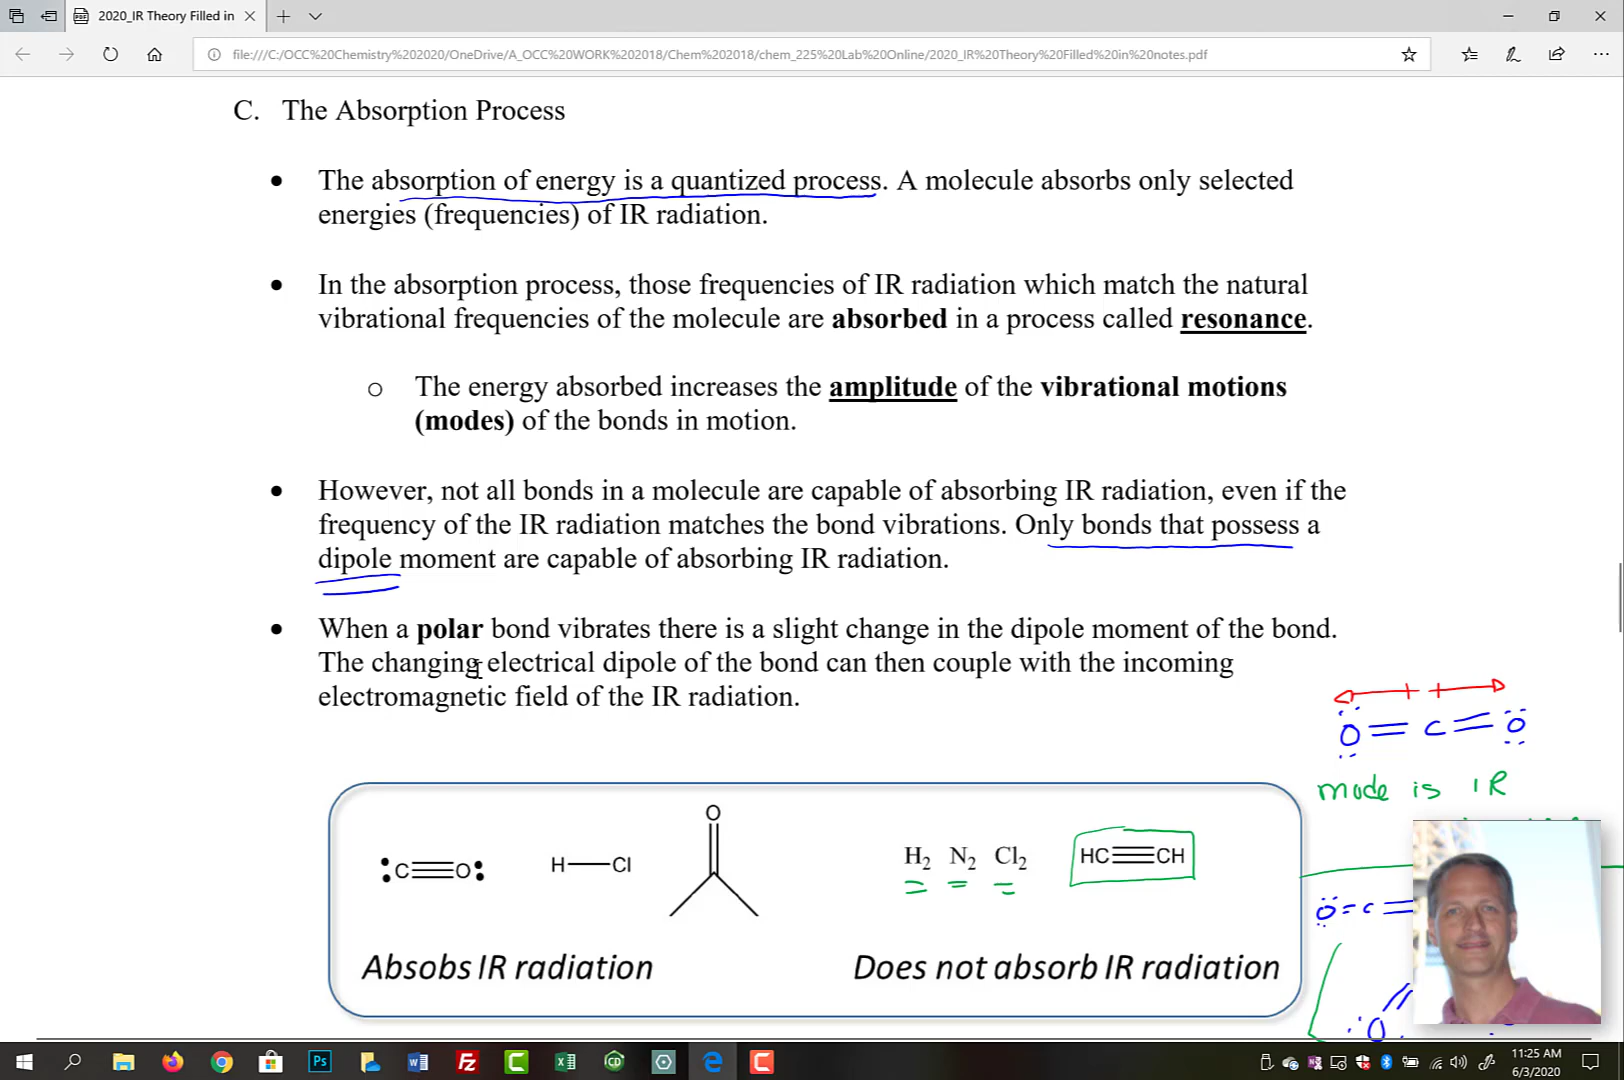 2020_IR Theory Filled in
file:///C:/OCC%20Chemistry%202020/OneDrive/A_OCC%20WORK%202018/Chem%202018/chem_225%20Lab%20Online/2020_IR%20Theory%20Filled%20in%20notes.pdf
C. The Absorption Process
• The absorption of energy is a quantized process. A molecule absorbs only selected
energies (frequencies) of IR radiation.
• In the absorption process, those frequencies of IR radiation which match the natural
vibrational frequencies of the molecule are absorbed in a process called resonance.
o The energy absorbed increases the amplitude of the vibrational motions
(modes) of the bonds in motion.
• However, not all bonds in a molecule are capable of absorbing IR radiation, even if the
frequency of the IR radiation matches the bond vibrations. Only bonds that possess a
dipole moment are capable of absorbing IR radiation.
• When a polar bond vibrates there is a slight change in the dipole moment of the bond.
The changing electrical dipole of the bond can then couple with the incoming
electromagnetic field of the IR radiation.
O=C=O
mode is IR
:C≡O: H—Cl O H₂ N₂ Cl₂ HC≡CH
O=C=
Absobs IR radiation Does not absorb IR radiation
O
11:25 AM
6/3/2020